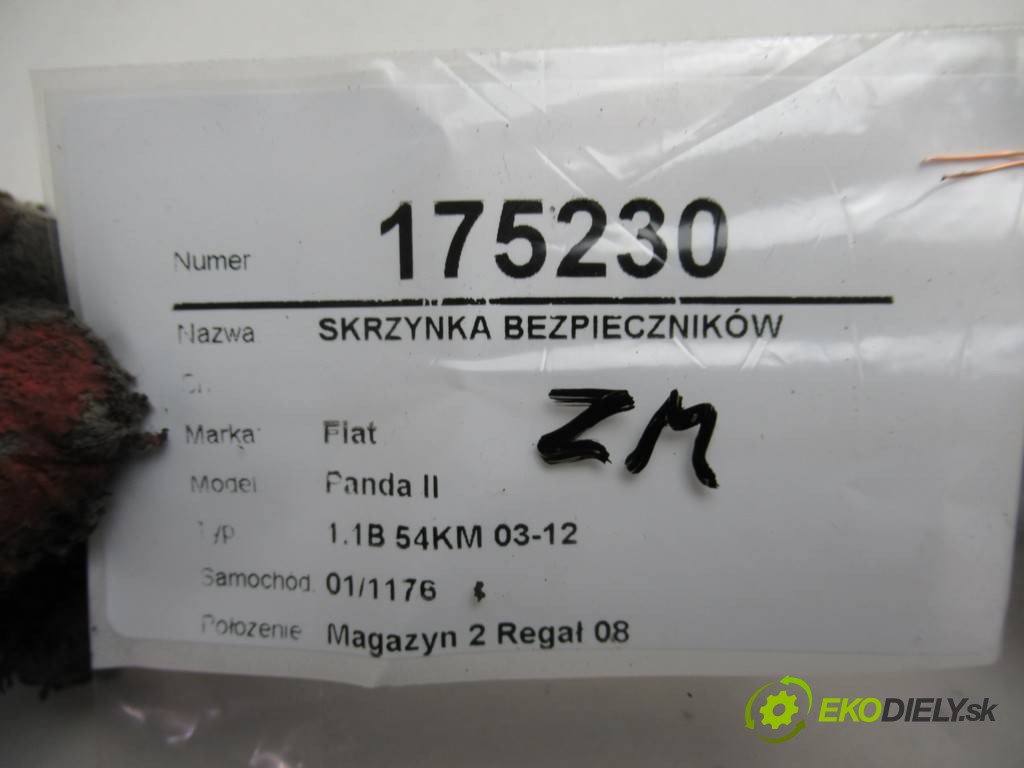 Numer 175230
Nazwa SKRZYNKA BEZPIECZNIKÓW
Marka Fiat
ZM
Model Panda II
Typ 1.1B 54KM 03-12
Samochód 01/1176
Położenie Magazyn 2 Regał 08
EKODIELY.sk